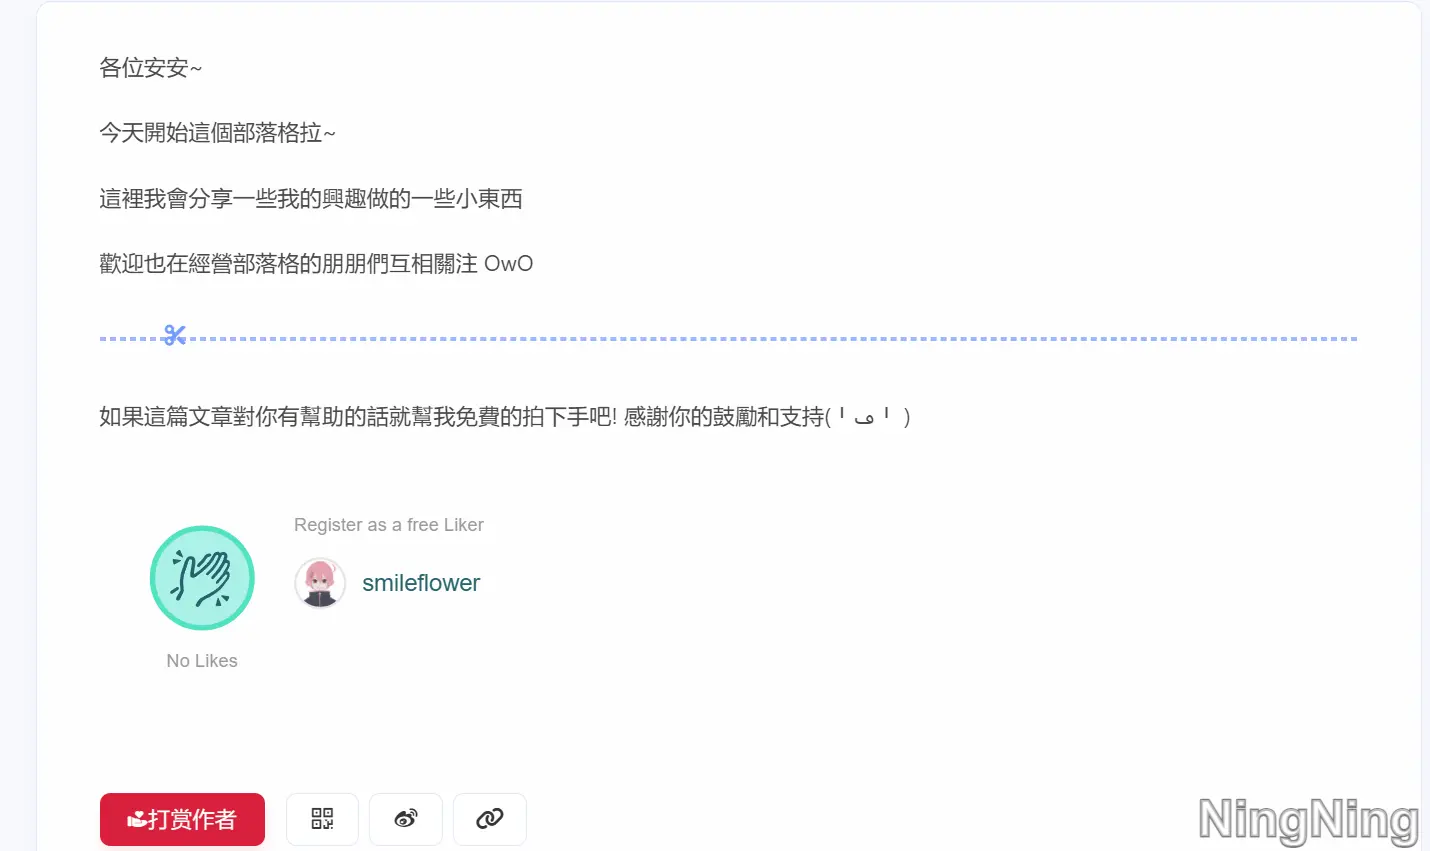 各位安安~
今天開始這個部落格拉~
這裡我會分享一些我的興趣做的一些小東西
歡迎也在經營部落格的朋朋們互相關注 OwO
如果這篇文章對你有幫助的話就幫我免費的拍下手吧! 感謝你的鼓勵和支持(╹ڡ╹ )
Register as a free Liker
smileflower
No Likes
打赏作者
NingNing